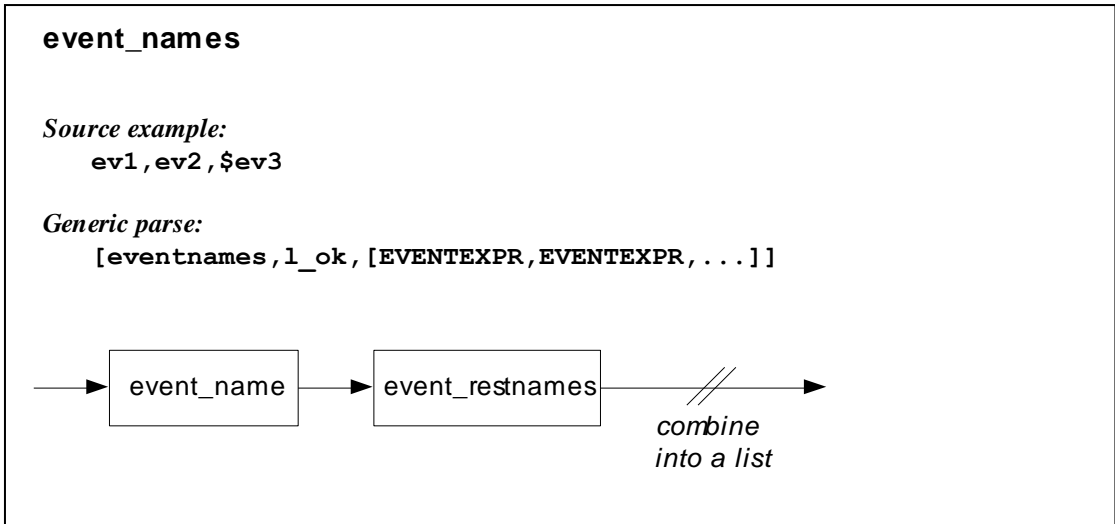 event_names
Source example:
ev1,ev2,$ev3
Generic parse:
[eventnames,l_ok,[EVENTEXPR,EVENTEXPR,...]]
event_name
event_restnames
combine
into a list